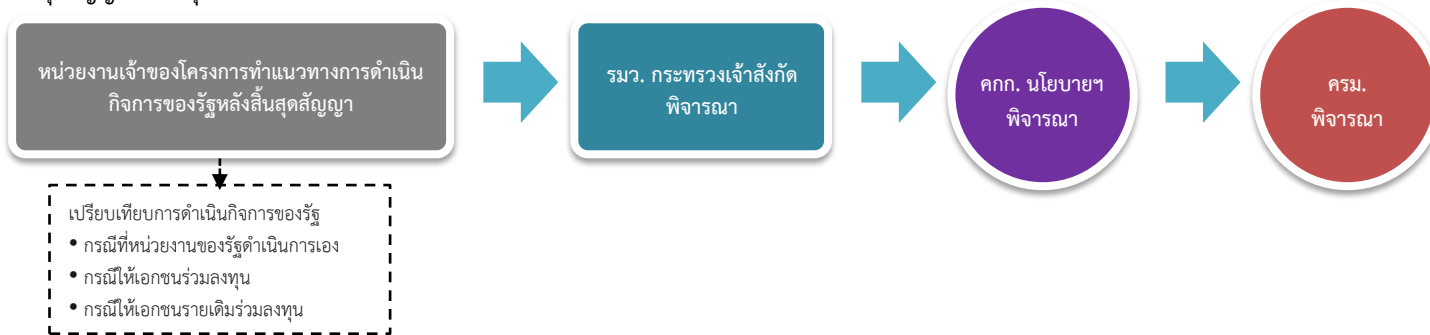 หน่วยงานเจ้าของโครงการทำแนวทางการดำเนิน
กิจการของรัฐหลังสิ้นสุดสัญญา
รมว. กระทรวงเจ้าสังกัด
พิจารณา
คกก. นโยบายฯ
พิจารณา
ครม.
พิจารณา
เปรียบเทียบการดำเนินกิจการของรัฐ
• กรณีที่หน่วยงานของรัฐดำเนินการเอง
• กรณีให้เอกชนร่วมลงทุน
• กรณีให้เอกชนรายเดิมร่วมลงทุน